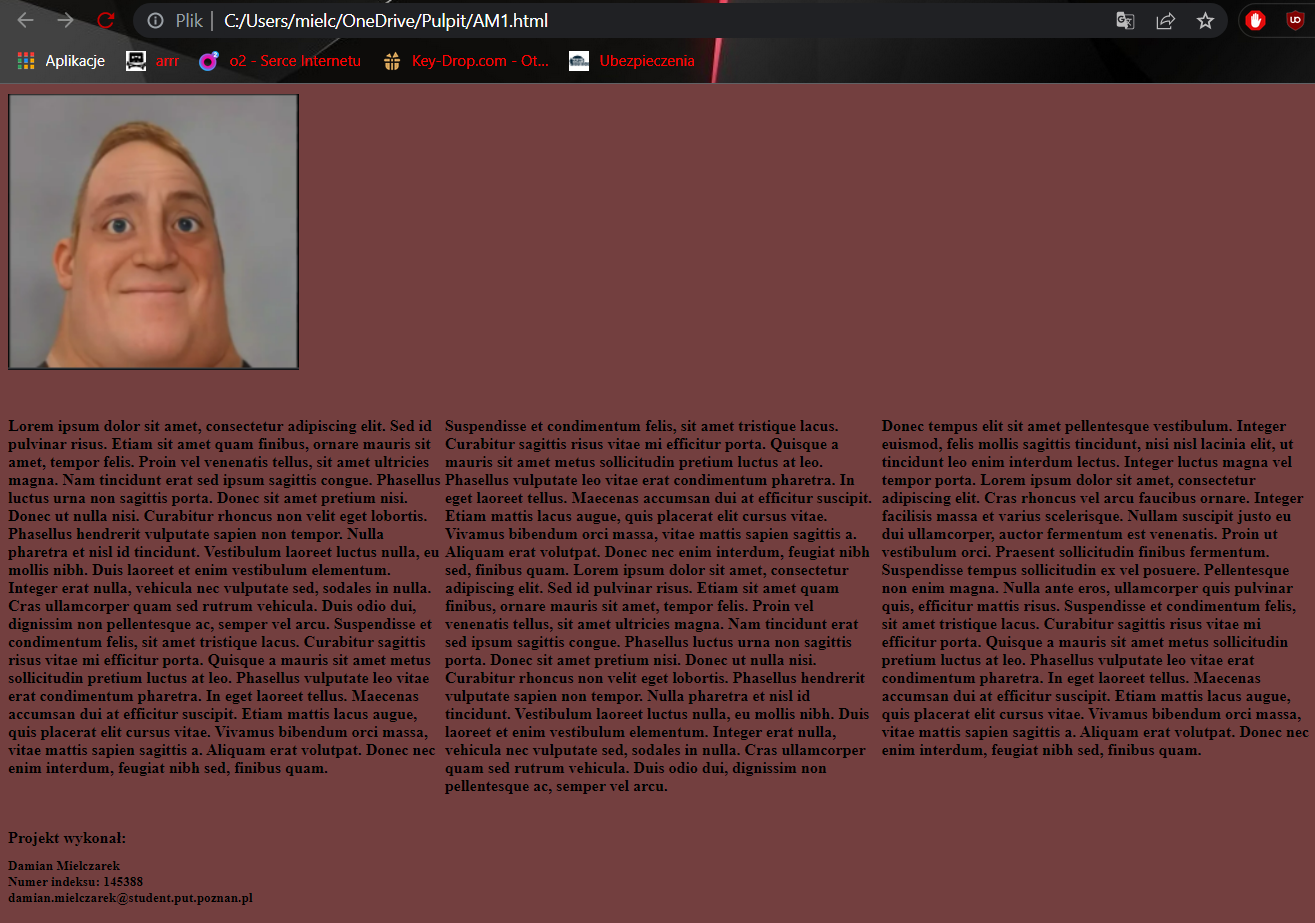 Plik | C:/Users/mielc/OneDrive/Pulpit/AM1.html
Aplikacje arrr o2 - Serce Internetu Key-Drop.com - Ot... Ubezpieczenia
Lorem ipsum dolor sit amet, consectetur adipiscing elit. Sed id
pulvinar risus. Etiam sit amet quam finibus, ornare mauris sit
amet, tempor felis. Proin vel venenatis tellus, sit amet ultricies
magna. Nam tincidunt erat sed ipsum sagittis congue. Phasellus
luctus urna non sagittis porta. Donec sit amet pretium nisi.
Donec ut nulla nisi. Curabitur rhoncus non velit eget lobortis.
Phasellus hendrerit vulputate sapien non tempor. Nulla
pharetra et nisl id tincidunt. Vestibulum laoreet luctus nulla, eu
mollis nibh. Duis laoreet et enim vestibulum elementum.
Integer erat nulla, vehicula nec vulputate sed, sodales in nulla.
Cras ullamcorper quam sed rutrum vehicula. Duis odio dui,
dignissim non pellentesque ac, semper vel arcu. Suspendisse et
condimentum felis, sit amet tristique lacus. Curabitur sagittis
risus vitae mi efficitur porta. Quisque a mauris sit amet metus
sollicitudin pretium luctus at leo. Phasellus vulputate leo vitae
erat condimentum pharetra. In eget laoreet tellus. Maecenas
accumsan dui at efficitur suscipit. Etiam mattis lacus augue,
quis placerat elit cursus vitae. Vivamus bibendum orci massa,
vitae mattis sapien sagittis a. Aliquam erat volutpat. Donec nec
enim interdum, feugiat nibh sed, finibus quam.
Suspendisse et condimentum felis, sit amet tristique lacus.
Curabitur sagittis risus vitae mi efficitur porta. Quisque a
mauris sit amet metus sollicitudin pretium luctus at leo.
Phasellus vulputate leo vitae erat condimentum pharetra. In
eget laoreet tellus. Maecenas accumsan dui at efficitur suscipit.
Etiam mattis lacus augue, quis placerat elit cursus vitae.
Vivamus bibendum orci massa, vitae mattis sapien sagittis a.
Aliquam erat volutpat. Donec nec enim interdum, feugiat nibh
sed, finibus quam. Lorem ipsum dolor sit amet, consectetur
adipiscing elit. Sed id pulvinar risus. Etiam sit amet quam
finibus, ornare mauris sit amet, tempor felis. Proin vel
venenatis tellus, sit amet ultricies magna. Nam tincidunt erat
sed ipsum sagittis congue. Phasellus luctus urna non sagittis
porta. Donec sit amet pretium nisi. Donec ut nulla nisi.
Curabitur rhoncus non velit eget lobortis. Phasellus hendrerit
vulputate sapien non tempor. Nulla pharetra et nisl id
tincidunt. Vestibulum laoreet luctus nulla, eu mollis nibh. Duis
laoreet et enim vestibulum elementum. Integer erat nulla,
vehicula nec vulputate sed, sodales in nulla. Cras ullamcorper
quam sed rutrum vehicula. Duis odio dui, dignissim non
pellentesque ac, semper vel arcu.
Donec tempus elit sit amet pellentesque vestibulum. Integer
euismod, felis mollis sagittis tincidunt, nisi nisl lacinia elit, ut
tincidunt leo enim interdum lectus. Integer luctus magna vel
tempor porta. Lorem ipsum dolor sit amet, consectetur
adipiscing elit. Cras rhoncus vel arcu faucibus ornare. Integer
facilisis massa et varius scelerisque. Nullam suscipit justo eu
dui ullamcorper, auctor fermentum est venenatis. Proin ut
vestibulum orci. Praesent sollicitudin finibus fermentum.
Suspendisse tempus sollicitudin ex vel posuere. Pellentesque
non enim magna. Nulla ante eros, ullamcorper quis pulvinar
quis, efficitur mattis risus. Suspendisse et condimentum felis,
sit amet tristique lacus. Curabitur sagittis risus vitae mi
efficitur porta. Quisque a mauris sit amet metus sollicitudin
pretium luctus at leo. Phasellus vulputate leo vitae erat
condimentum pharetra. In eget laoreet tellus. Maecenas
accumsan dui at efficitur suscipit. Etiam mattis lacus augue,
quis placerat elit cursus vitae. Vivamus bibendum orci massa,
vitae mattis sapien sagittis a. Aliquam erat volutpat. Donec nec
enim interdum, feugiat nibh sed, finibus quam.
Projekt wykonał:
Damian Mielczarek
Numer indeksu: 145388
damian.mielczarek@student.put.poznan.pl